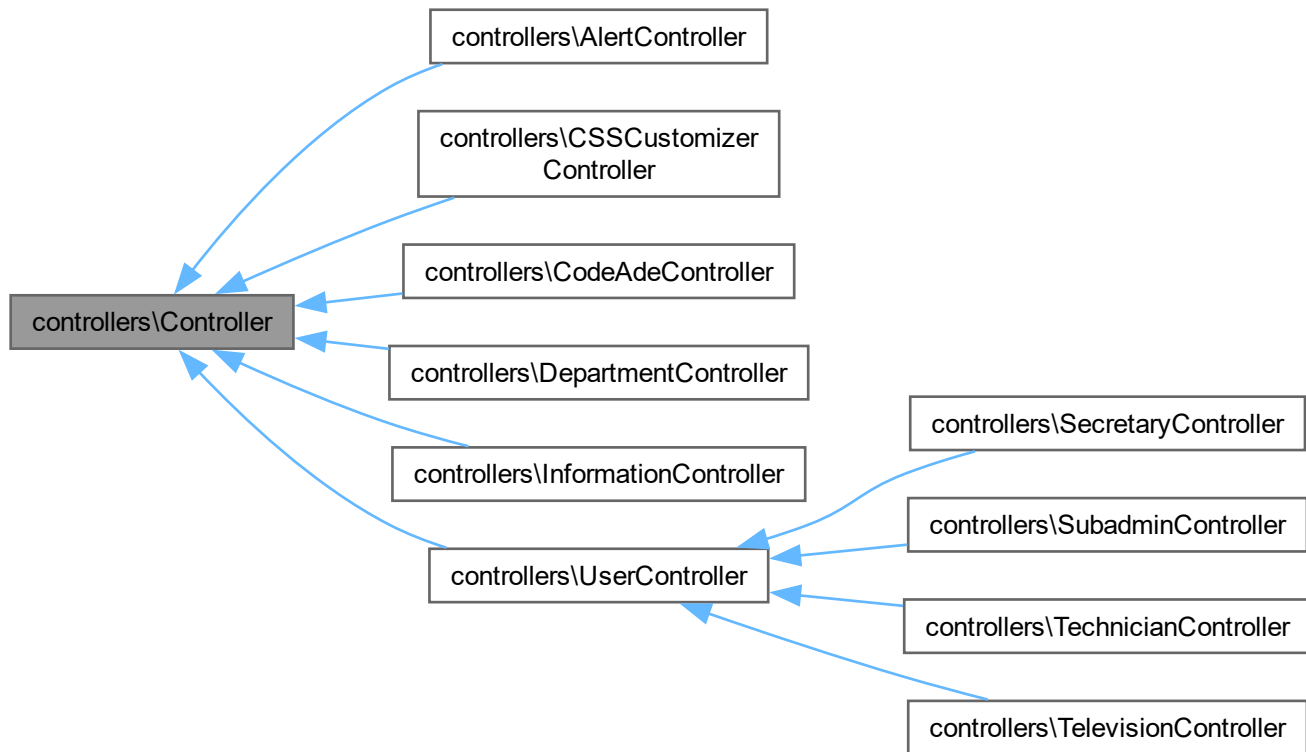 controllers\AlertController
controllers\CSSCustomizer
Controller
controllers\CodeAdeController
controllers\Controller
controllers\DepartmentController
controllers\InformationController
controllers\UserController
controllers\SecretaryController
controllers\SubadminController
controllers\TechnicianController
controllers\TelevisionController